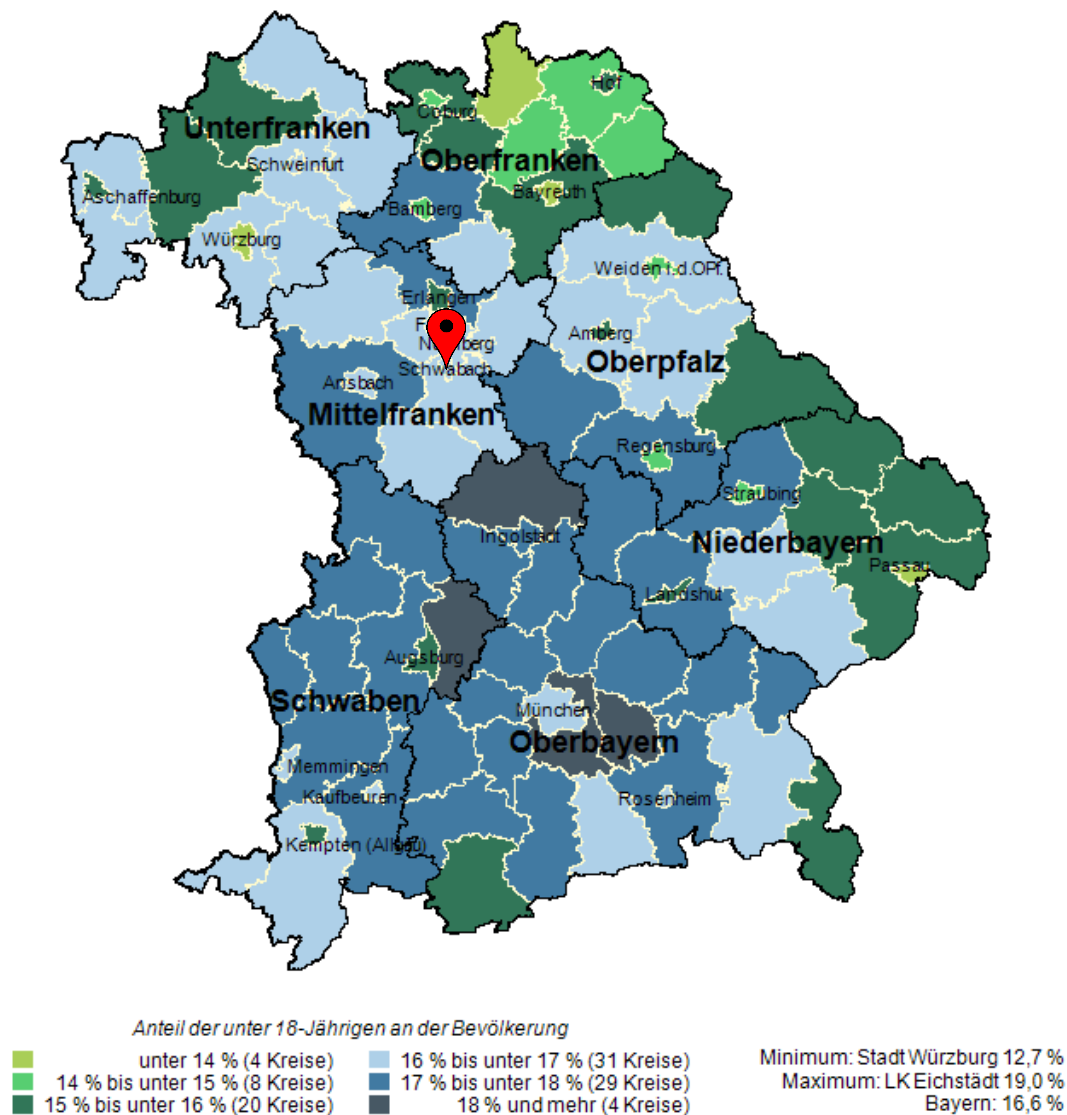 Hof
Coburg
Unterfranken
Schweinfurt
Oberfranken
Aschaffenburg
Bayreuth
Bamberg
Würzburg
Weiden i.d.OPf.
Erlangen
Amberg
Oberpfalz
Schwabach
Ansbach
Mittelfranken
Regensburg
Straubing
Ingolstadt
Niederbayern
Passau
Landshut
Augsburg
Schwaben
München
Oberbayern
Memmingen
Kaufbeuren
Rosenheim
Kempten (Allgäu)
Anteil der unter 18-Jährigen an der Bevölkerung
unter 14 % (4 Kreise)
14 % bis unter 15 % (8 Kreise)
15 % bis unter 16 % (20 Kreise)
16 % bis unter 17 % (31 Kreise)
17 % bis unter 18 % (29 Kreise)
18 % und mehr (4 Kreise)
Minimum: Stadt Würzburg 12,7 %
Maximum: LK Eichstädt 19,0 %
Bayern: 16,6 %